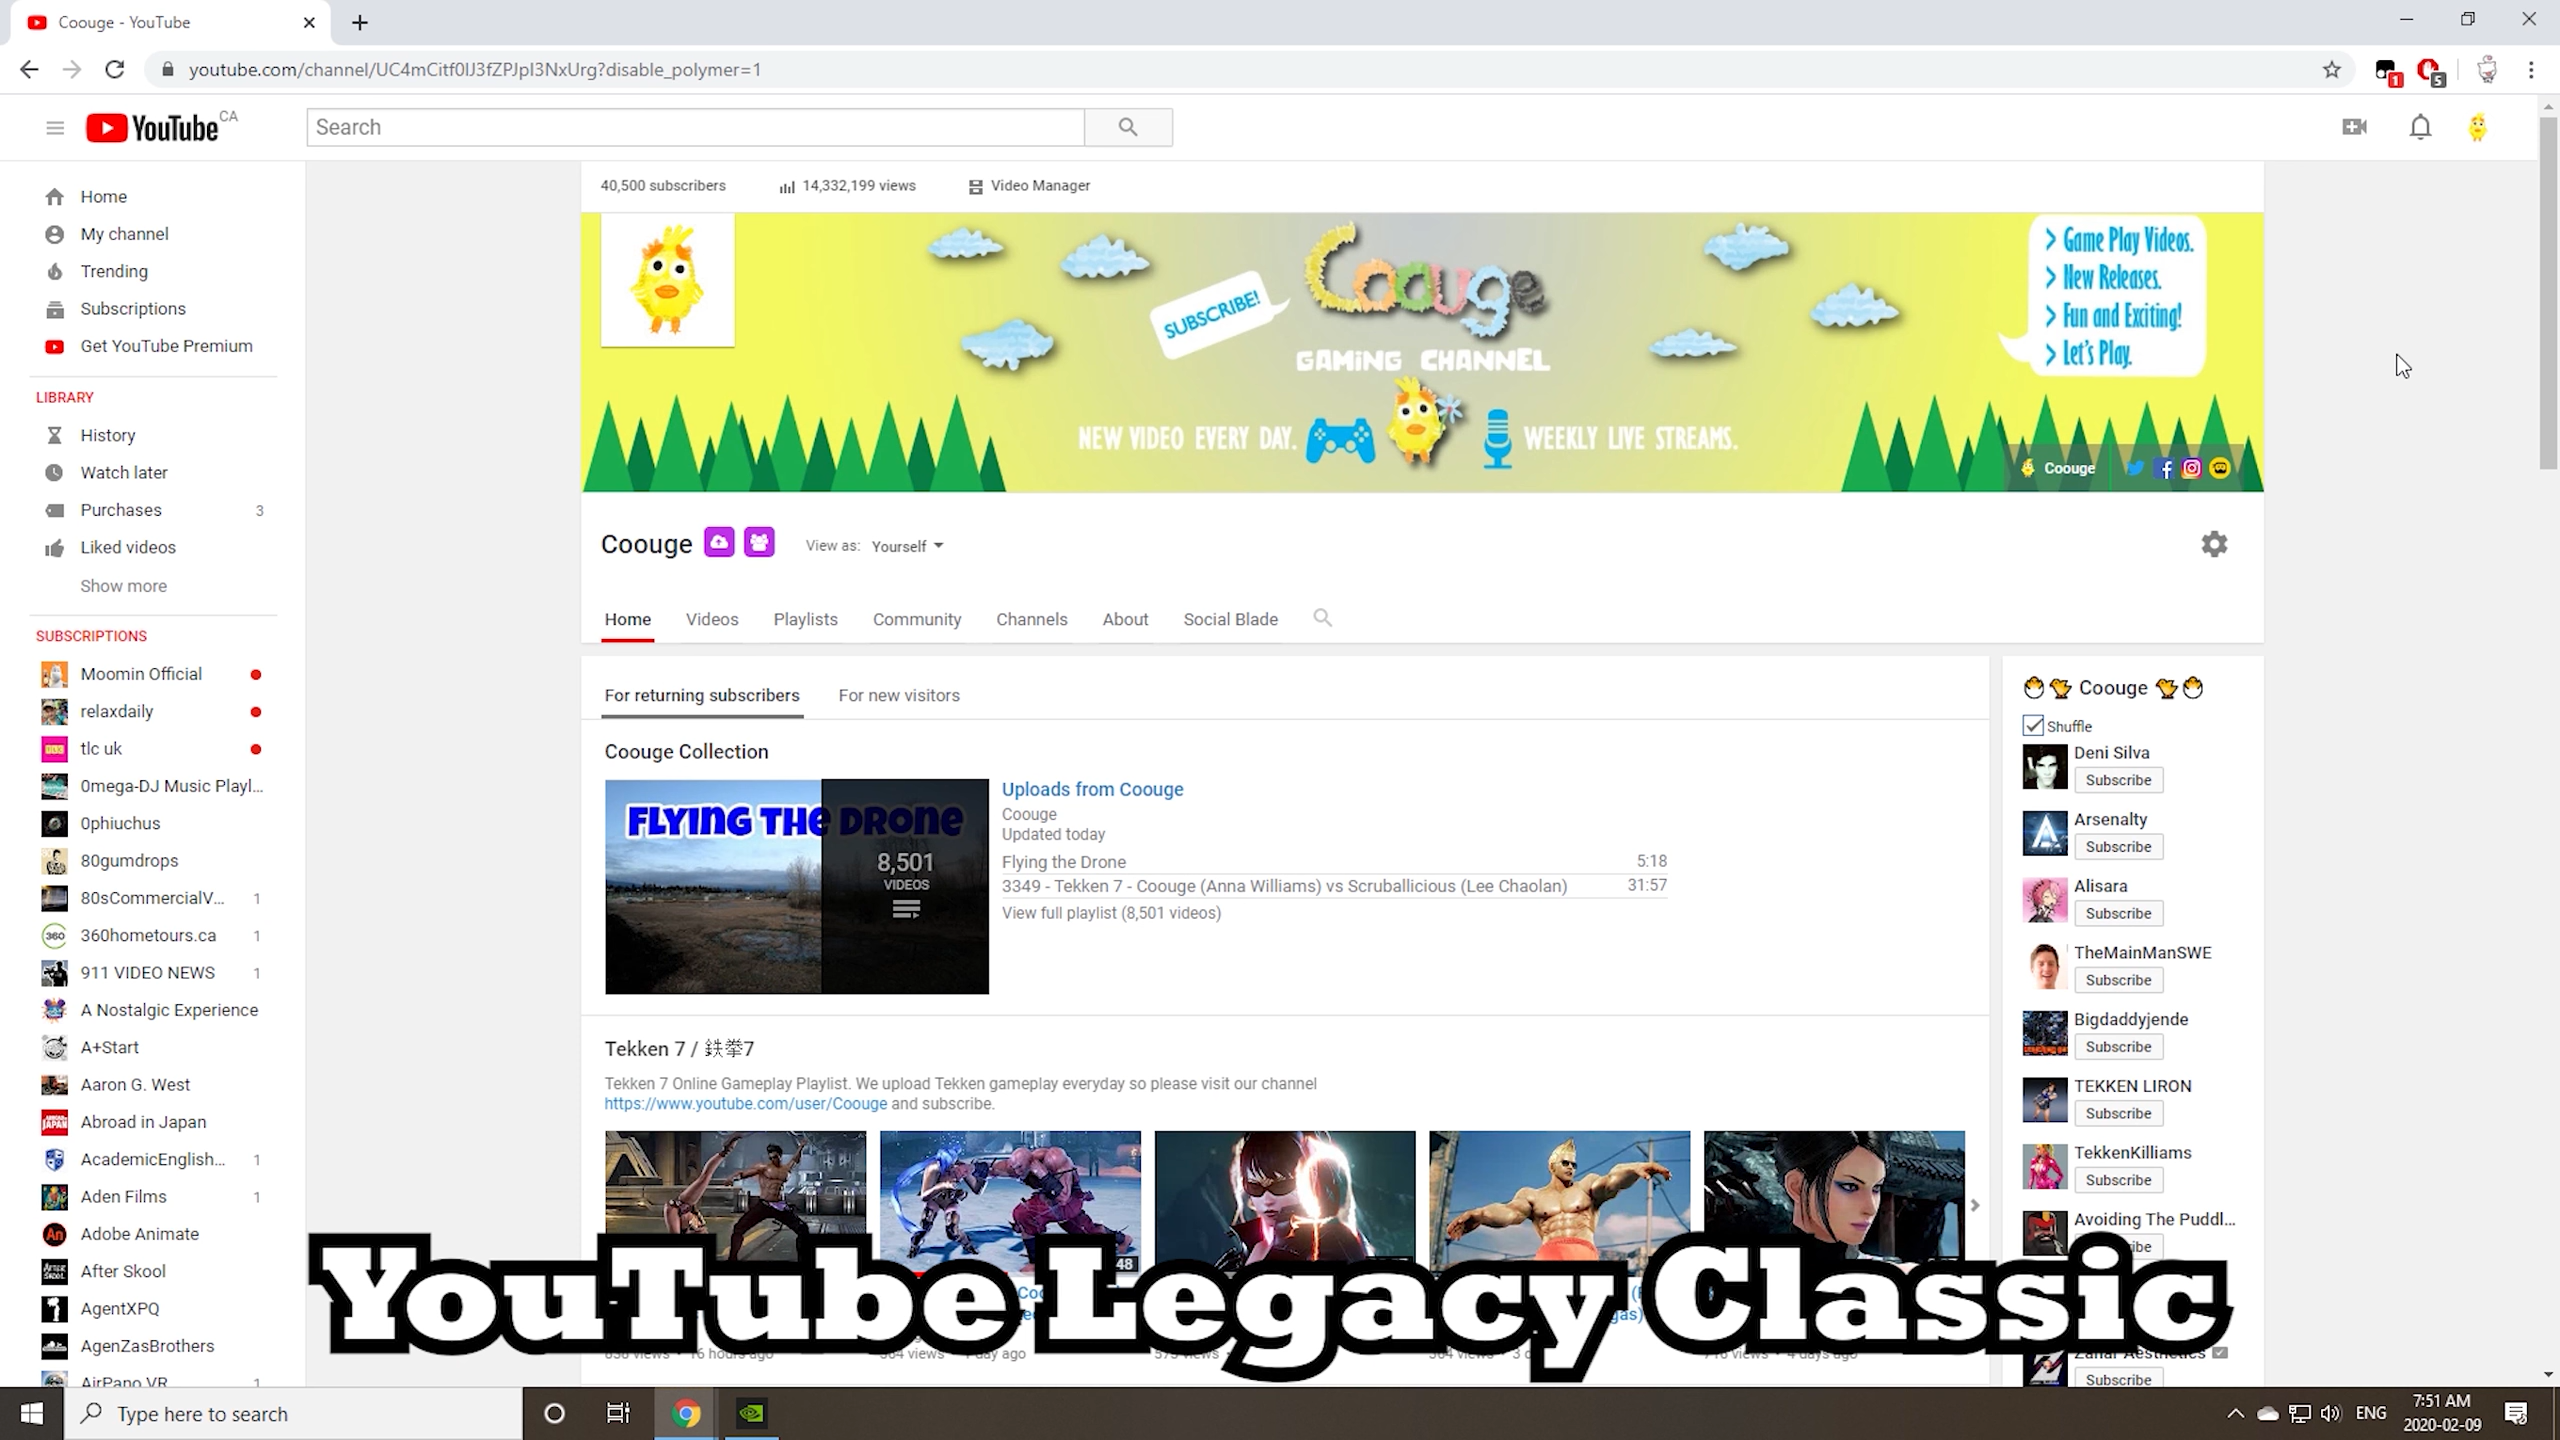 Coouge - YouTube
youtube.com/channel/UC4mCitf0IJ3fZPJpI3NxUrg?disable_polymer=1
1
5
YouTube CA
Search
Home
My channel
Trending
Subscriptions
Get YouTube Premium
LIBRARY
History
Watch later
Purchases 3
Liked videos
Show more
SUBSCRIPTIONS
Moomin Official
relaxdaily
tlc uk
0mega-DJ Music Playl...
0phiuchus
80gumdrops
80sCommercialV... 1
360hometours.ca 1
911 VIDEO NEWS 1
A Nostalgic Experience
A+Start
Aaron G. West
Abroad in Japan
AcademicEnglish... 1
Aden Films 1
Adobe Animate
After Skool
AgentXPQ
AgenZasBrothers
AirPano VR 1
40,500 subscribers 14,332,199 views Video Manager
SUBSCRIBE!
Coouge
GAMING CHANNEL
NEW VIDEO EVERY DAY. WEEKLY LIVE STREAMS.
> Game Play Videos.
> New Releases.
> Fun and Exciting!
> Let's Play.
Coouge
Coouge View as: Yourself
Home Videos Playlists Community Channels About Social Blade
For returning subscribers For new visitors
Coouge Collection
FLYING THE DRONE
8,501
VIDEOS
Uploads from Coouge
Coouge
Updated today
Flying the Drone 5:18
3349 - Tekken 7 - Coouge (Anna Williams) vs Scruballicious (Lee Chaolan) 31:57
View full playlist (8,501 videos)
Tekken 7 / 鉄拳7
Tekken 7 Online Gameplay Playlist. We upload Tekken gameplay everyday so please visit our channel
https://www.youtube.com/user/Coouge and subscribe.
Coouge
Shuffle
Deni Silva
Subscribe
Arsenalty
Subscribe
Alisara
Subscribe
TheMainManSWE
Subscribe
Bigdaddyjende
Subscribe
TEKKEN LIRON
Subscribe
TekkenKilliams
Subscribe
Avoiding The Puddl...
Subscribe
YouTube Legacy Classic
Type here to search
ENG
7:51 AM
2020-02-09